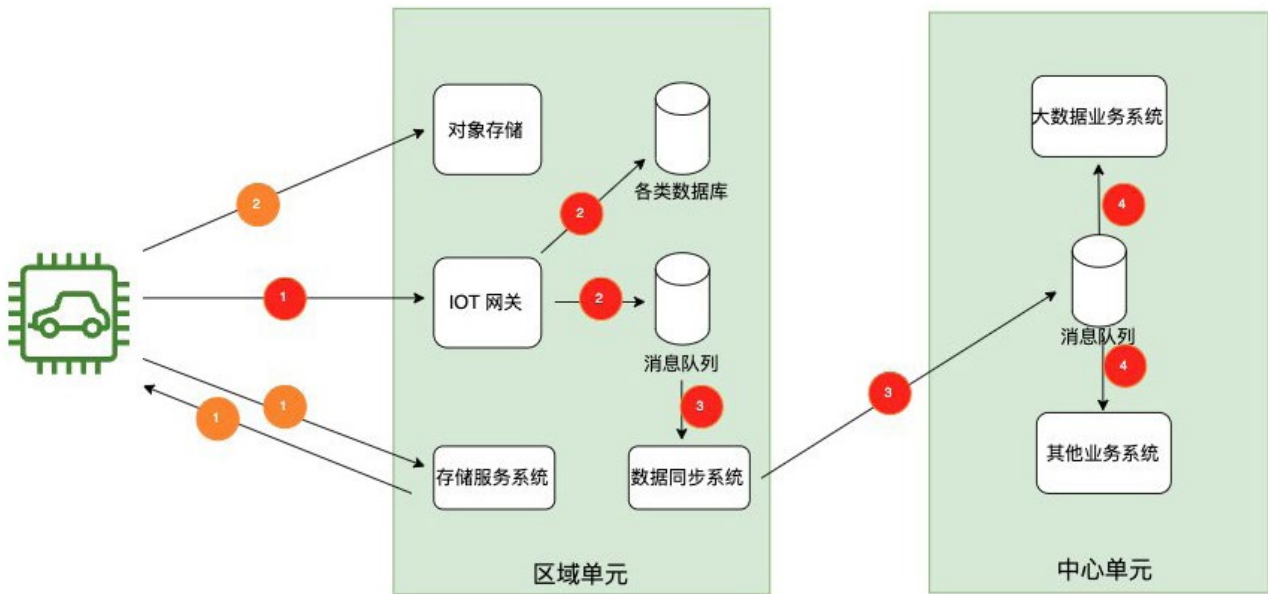 对象存储
各类数据库
2
2
1
IOT 网关
2
消息队列
3
1
1
存储服务系统
数据同步系统
区域单元
3
大数据业务系统
4
消息队列
4
其他业务系统
中心单元